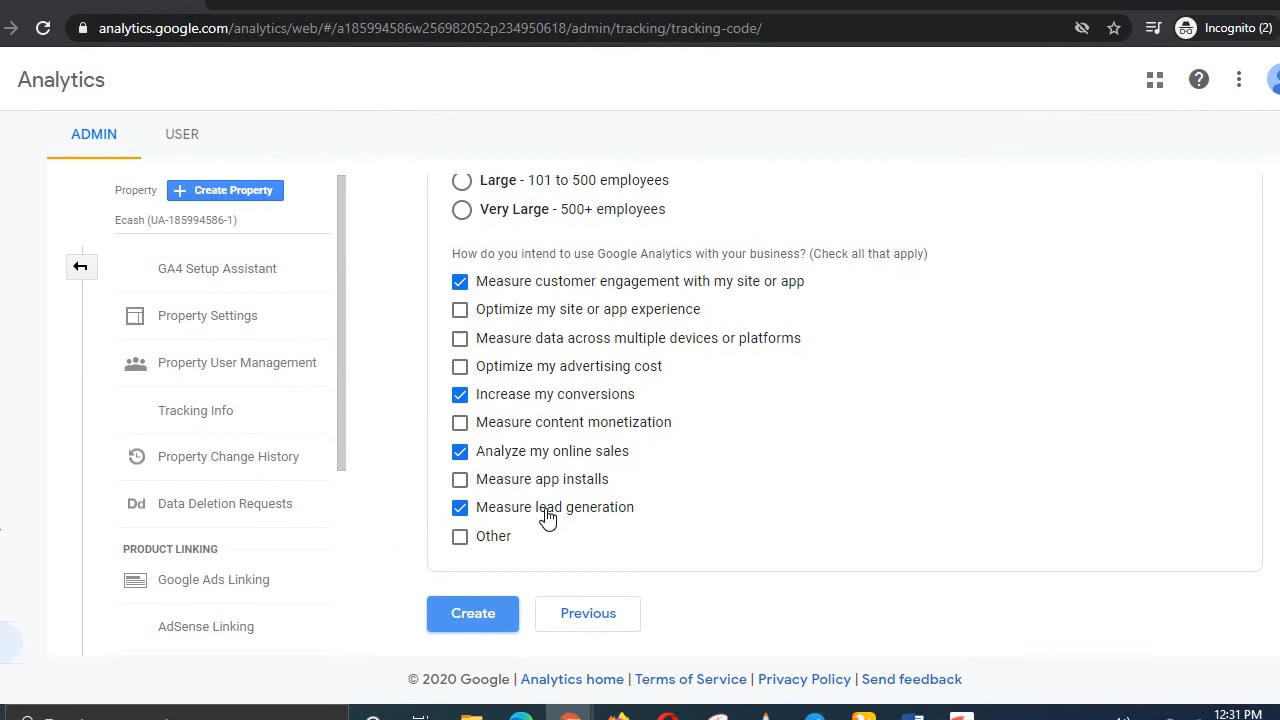 analytics.google.com/analytics/web/#/a185994586w256982052p234950618/admin/tracking/tracking-code/
Incognito (2)
Analytics
ADMIN
USER
Property
Create Property
Ecash (UA-185994586-1)
GA4 Setup Assistant
Property Settings
Property User Management
Tracking Info
Property Change History
Dd Data Deletion Requests
PRODUCT LINKING
Google Ads Linking
AdSense Linking
Large - 101 to 500 employees
Very Large - 500+ employees
How do you intend to use Google Analytics with your business? (Check all that apply)
Measure customer engagement with my site or app
Optimize my site or app experience
Measure data across multiple devices or platforms
Optimize my advertising cost
Increase my conversions
Measure content monetization
Analyze my online sales
Measure app installs
Measure lead generation
Other
Create
Previous
© 2020 Google | Analytics home | Terms of Service | Privacy Policy | Send feedback
12:31 PM